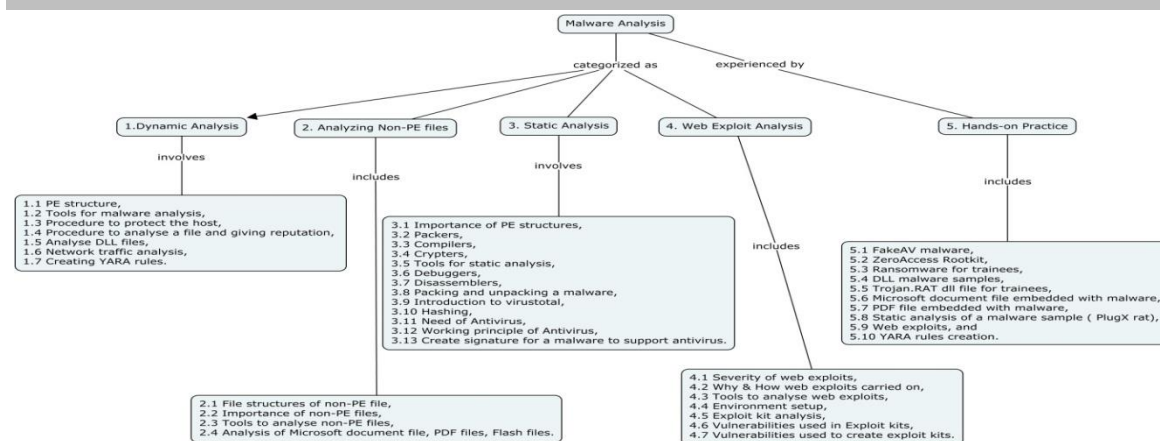 Malware Analysis
categorized as
experienced by
1.Dynamic Analysis
2. Analyzing Non-PE files
3. Static Analysis
4. Web Exploit Analysis
5. Hands-on Practice
involves
includes
involves
includes
includes
1.1 PE structure,
1.2 Tools for malware analysis,
1.3 Procedure to protect the host,
1.4 Procedure to analyse a file and giving reputation,
1.5 Analyse DLL files,
1.6 Network traffic analysis,
1.7 Creating YARA rules.
2.1 File structures of non-PE file,
2.2 Importance of non-PE files,
2.3 Tools to analyse non-PE files,
2.4 Analysis of Microsoft document file, PDF files, Flash files.
3.1 Importance of PE structures,
3.2 Packers,
3.3 Compilers,
3.4 Crypters,
3.5 Tools for static analysis,
3.6 Debuggers,
3.7 Disassemblers,
3.8 Packing and unpacking a malware,
3.9 Introduction to virustotal,
3.10 Hashing,
3.11 Need of Antivirus,
3.12 Working principle of Antivirus,
3.13 Create signature for a malware to support antivirus.
4.1 Severity of web exploits,
4.2 Why & How web exploits carried on,
4.3 Tools to analyse web exploits,
4.4 Environment setup,
4.5 Exploit kit analysis,
4.6 Vulnerabilities used in Exploit kits,
4.7 Vulnerabilities used to create exploit kits.
5.1 FakeAV malware,
5.2 ZeroAccess Rootkit,
5.3 Ransomware for trainees,
5.4 DLL malware samples,
5.5 Trojan.RAT dll file for trainees,
5.6 Microsoft document file embedded with malware,
5.7 PDF file embedded with malware,
5.8 Static analysis of a malware sample ( PlugX rat),
5.9 Web exploits, and
5.10 YARA rules creation.